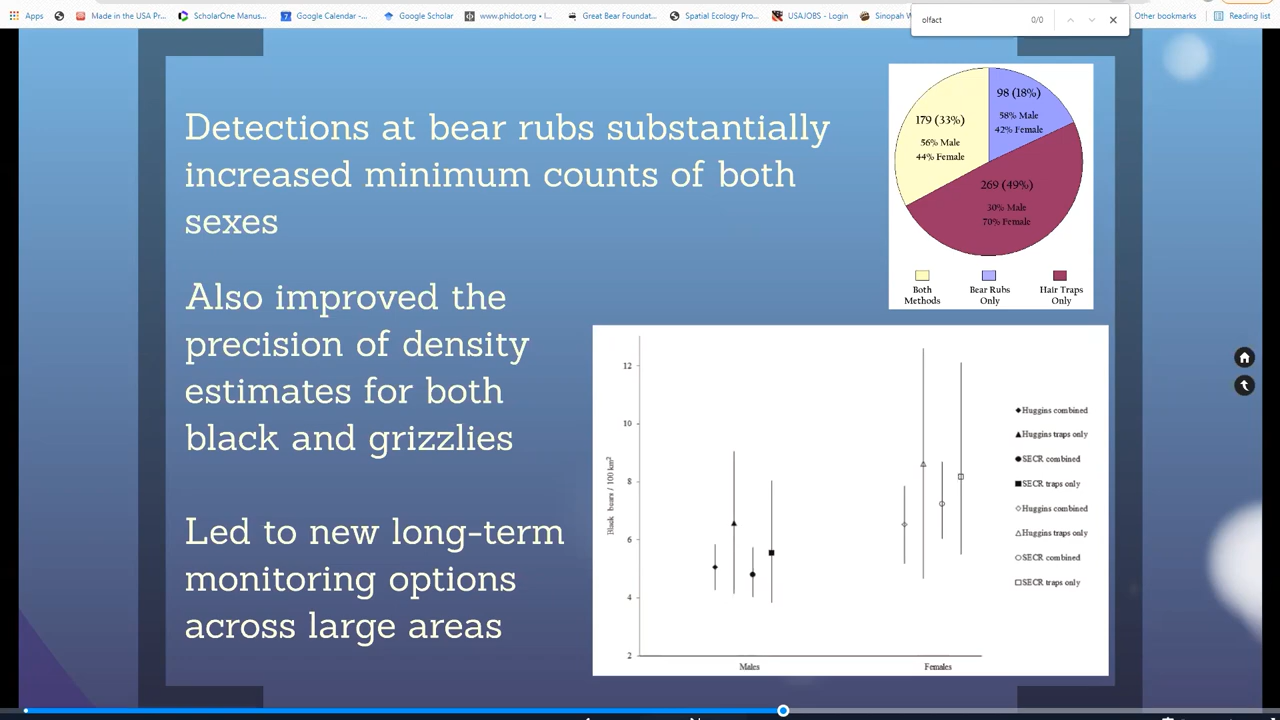 Apps
Made in the USA Pr...
ScholarOne Manus...
Google Calendar -...
Google Scholar
www.phidot.org • I...
Great Bear Foundat...
Spatial Ecology Pro...
USAJOBS - Login
Sinopah W
olfact
0/0
Other bookmarks
Reading list
Detections at bear rubs substantially
increased minimum counts of both
sexes
Also improved the
precision of density
estimates for both
black and grizzlies
Led to new long-term
monitoring options
across large areas
98 (18%)
58% Male
42% Female
179 (33%)
56% Male
44% Female
269 (49%)
30% Male
70% Female
Both
Methods
Bear Rubs
Only
Hair Traps
Only
Black bears / 100 km²
12
10
8
6
4
2
Males
Females
Huggins combined
Huggins traps only
SECR combined
SECR traps only
Huggins combined
Huggins traps only
SECR combined
SECR traps only